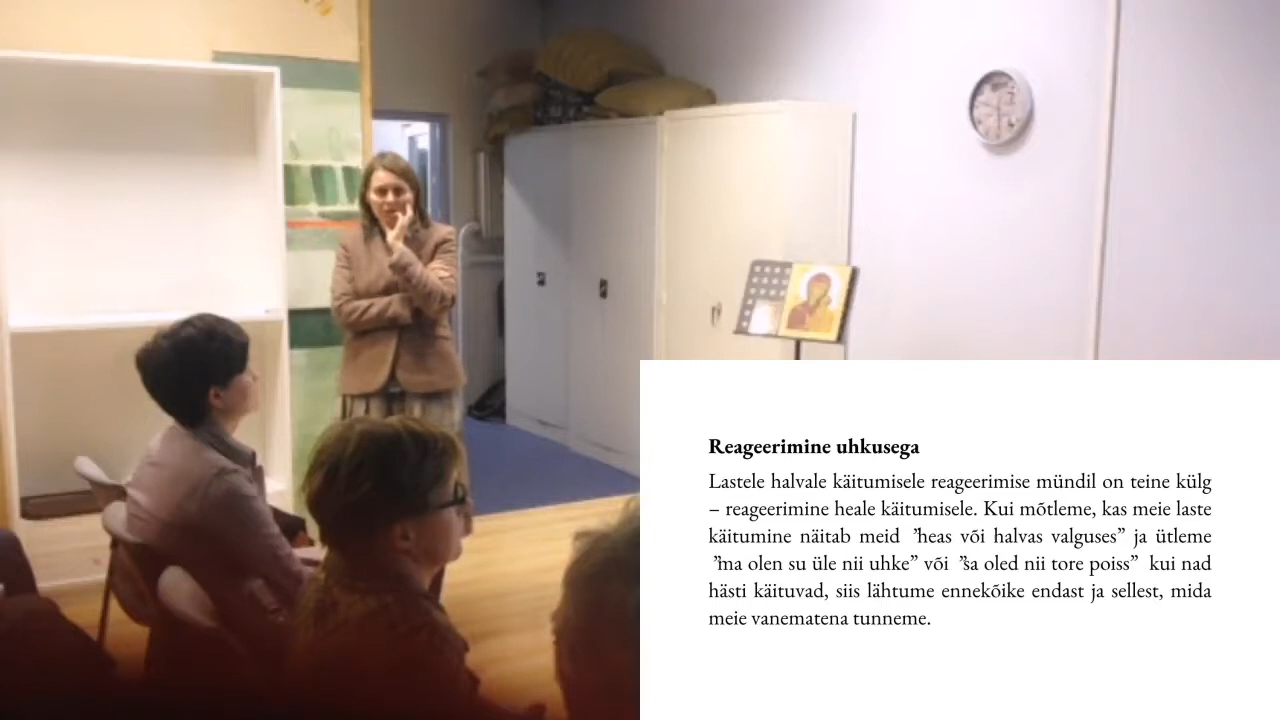 Reageerimine uhkusega
Lastele halvale käitumisele reageerimise mündil on teine külg
– reageerimine heale käitumisele. Kui mõtleme, kas meie laste
käitumine näitab meid ”heas või halvas valguses” ja ütleme
”ma olen su üle nii uhke” või ”sa oled nii tore poiss” kui nad
hästi käituvad, siis lähtume ennekõike endast ja sellest, mida
meie vanematena tunneme.